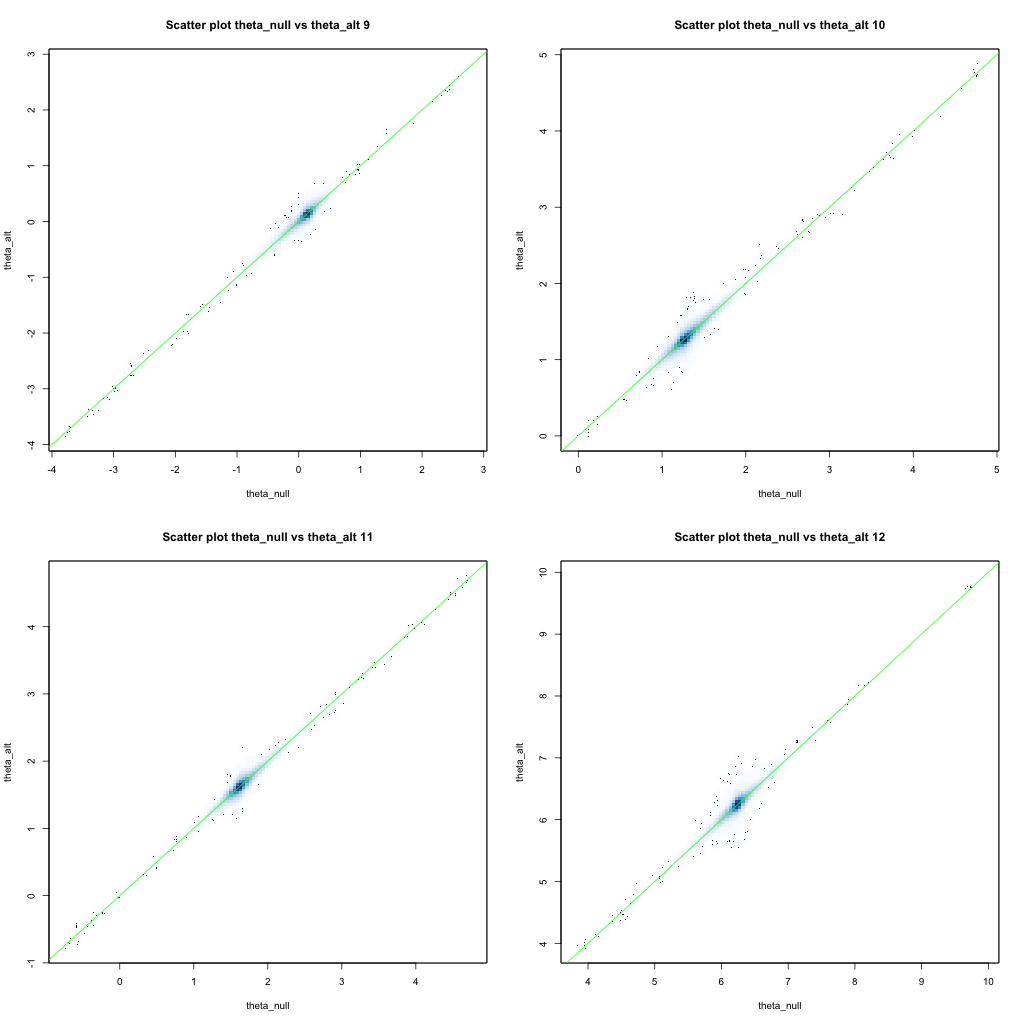 Scatter plot theta_null vs theta_alt 9
3
2
1
0
-1
-2
-3
-4
theta_alt
-4 -3 -2 -1 0 1 2 3
theta_null
Scatter plot theta_null vs theta_alt 10
5
4
3
2
1
0
theta_alt
0 1 2 3 4 5
theta_null
Scatter plot theta_null vs theta_alt 11
4
3
2
1
0
-1
theta_alt
0 1 2 3 4
theta_null
Scatter plot theta_null vs theta_alt 12
10
9
8
7
6
5
4
theta_alt
4 5 6 7 8 9 10
theta_null